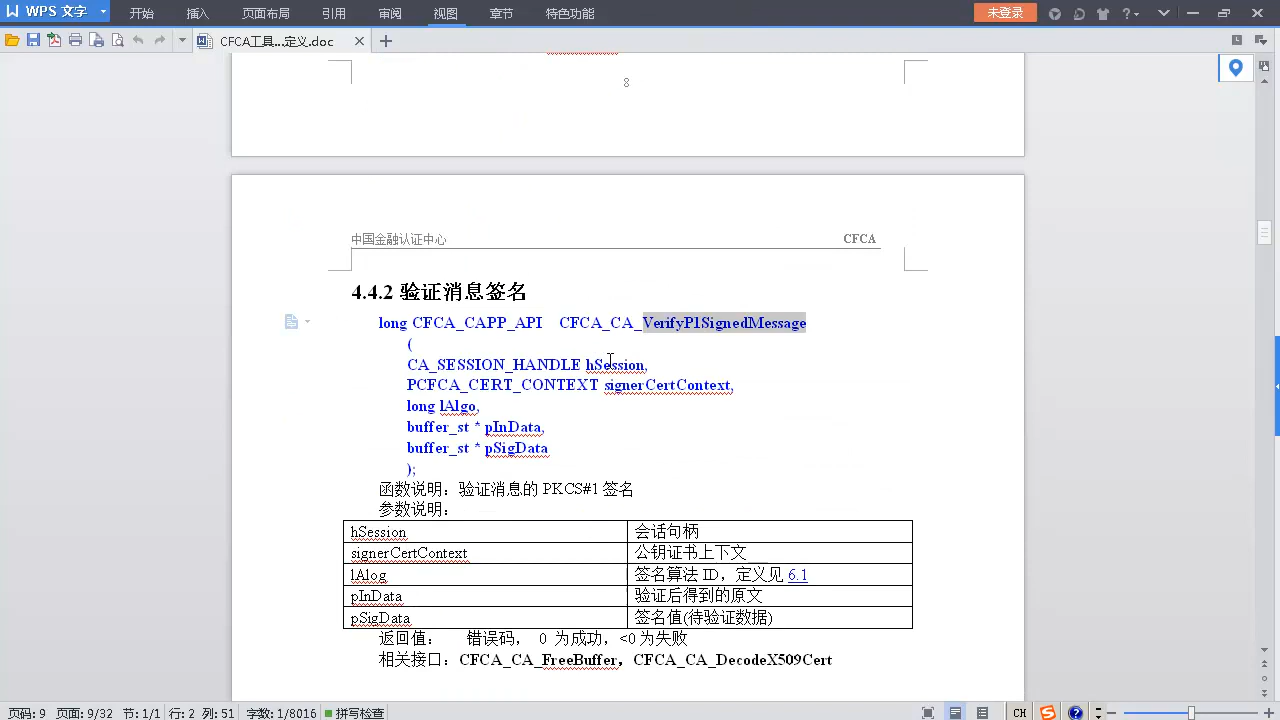 WPS 文字 开始 插入 页面布局 引用 审阅 视图 章节 特色功能 未登录
CFCA工具...定义.doc
8
中国金融认证中心 CFCA
4.4.2 验证消息签名
long CFCA_CAPP_API CFCA_CA_VerifyP1SignedMessage
(
CA_SESSION_HANDLE hSession,
PCFCA_CERT_CONTEXT signerCertContext,
long lAlgo,
buffer_st * pInData,
buffer_st * pSigData
);
函数说明：验证消息的 PKCS#1 签名
参数说明：
hSession 会话句柄
signerCertContext 公钥证书上下文
lAlog 签名算法 ID，定义见 6.1
pInData 验证后得到的原文
pSigData 签名值(待验证数据)
返回值： 错误码， 0 为成功，<0 为失败
相关接口：CFCA_CA_FreeBuffer，CFCA_CA_DecodeX509Cert
页码: 9 页面: 9/32 节: 1/1 行: 2 列: 51 字数: 1/8016 拼写检查 CH